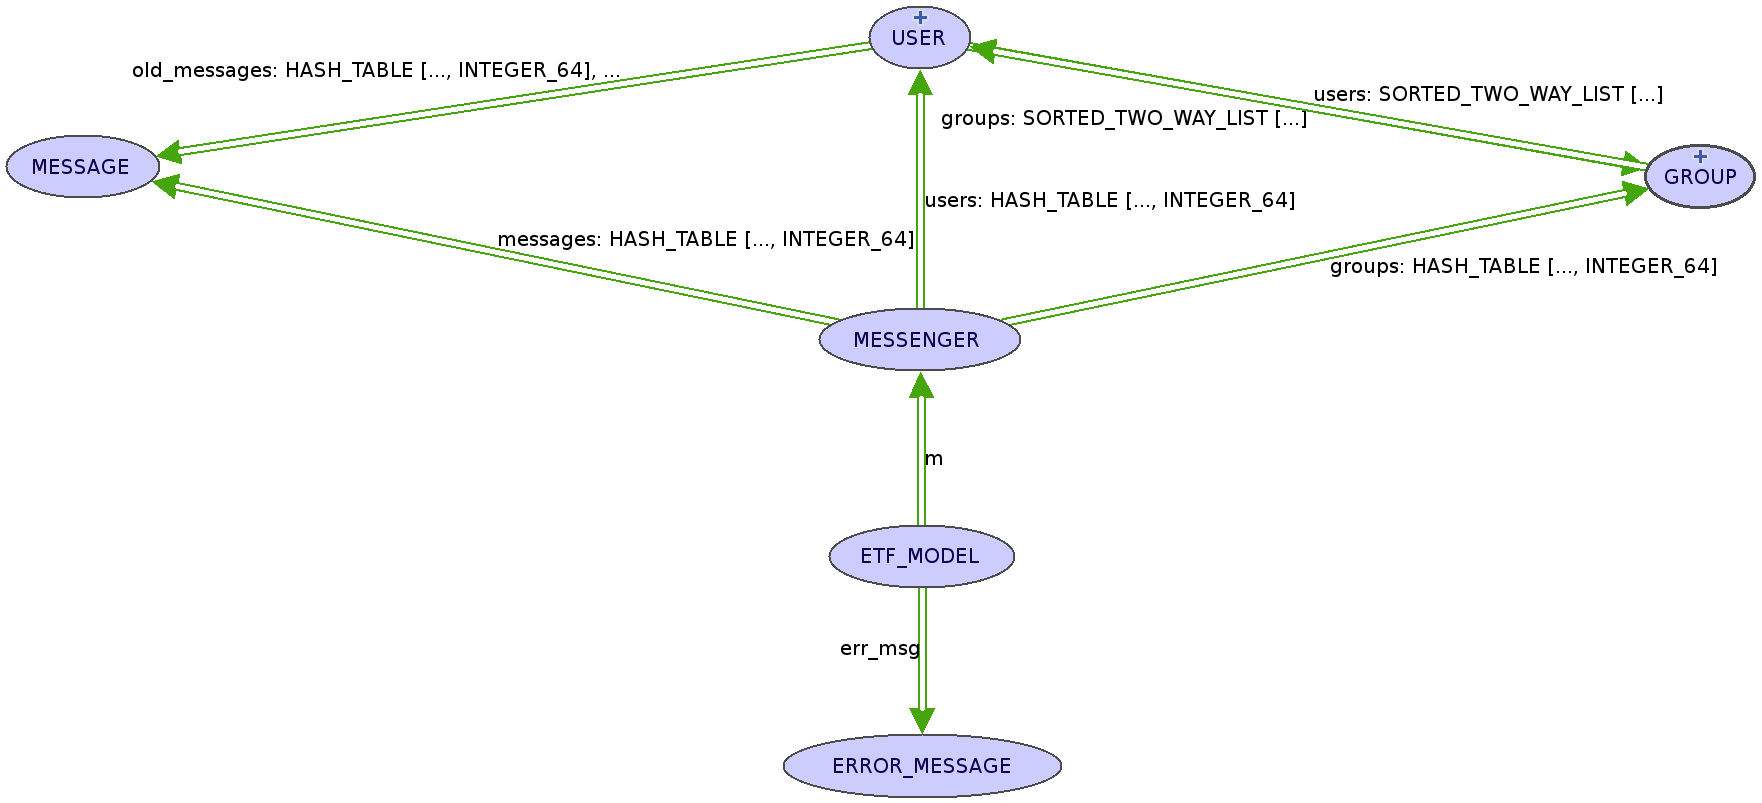 +
USER
old_messages: HASH_TABLE [..., INTEGER_64], ...
users: SORTED_TWO_WAY_LIST [...]
groups: SORTED_TWO_WAY_LIST [...]
MESSAGE
+
GROUP
users: HASH_TABLE [..., INTEGER_64]
messages: HASH_TABLE [..., INTEGER_64]
groups: HASH_TABLE [..., INTEGER_64]
MESSENGER
m
ETF_MODEL
err_msg
ERROR_MESSAGE